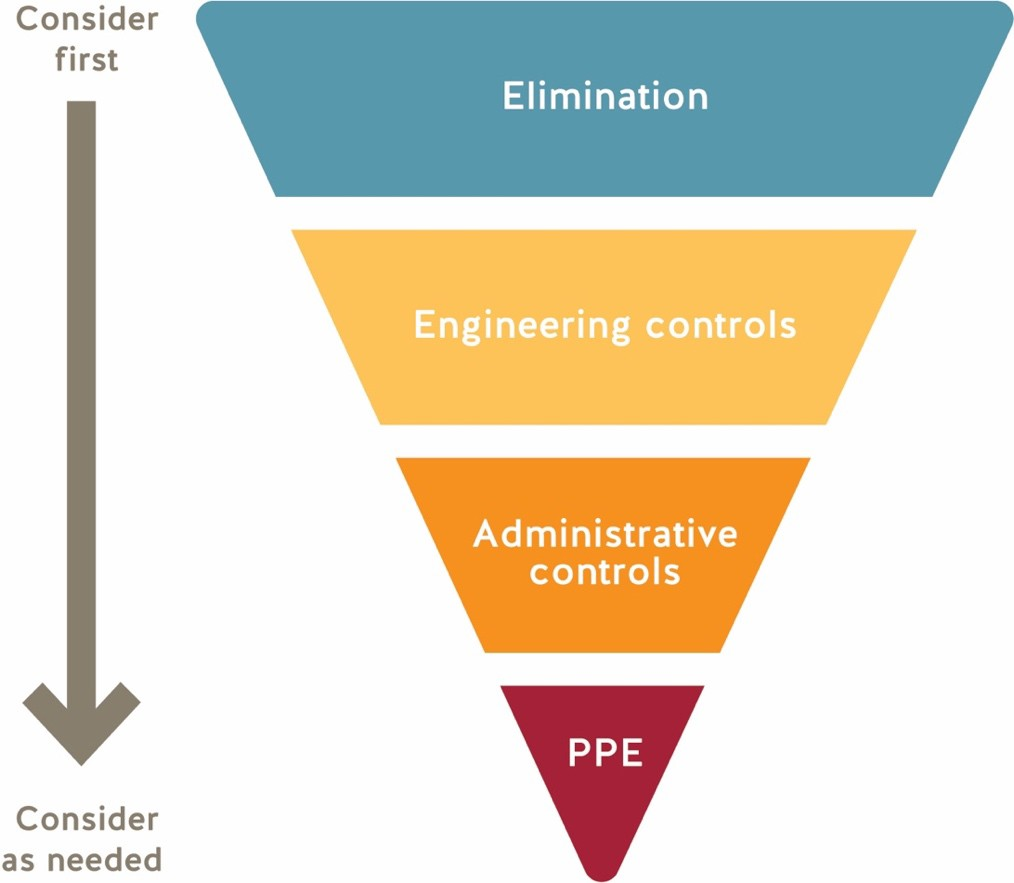 Consider
first
Elimination
Engineering controls
Administrative
controls
PPE
Consider
as needed